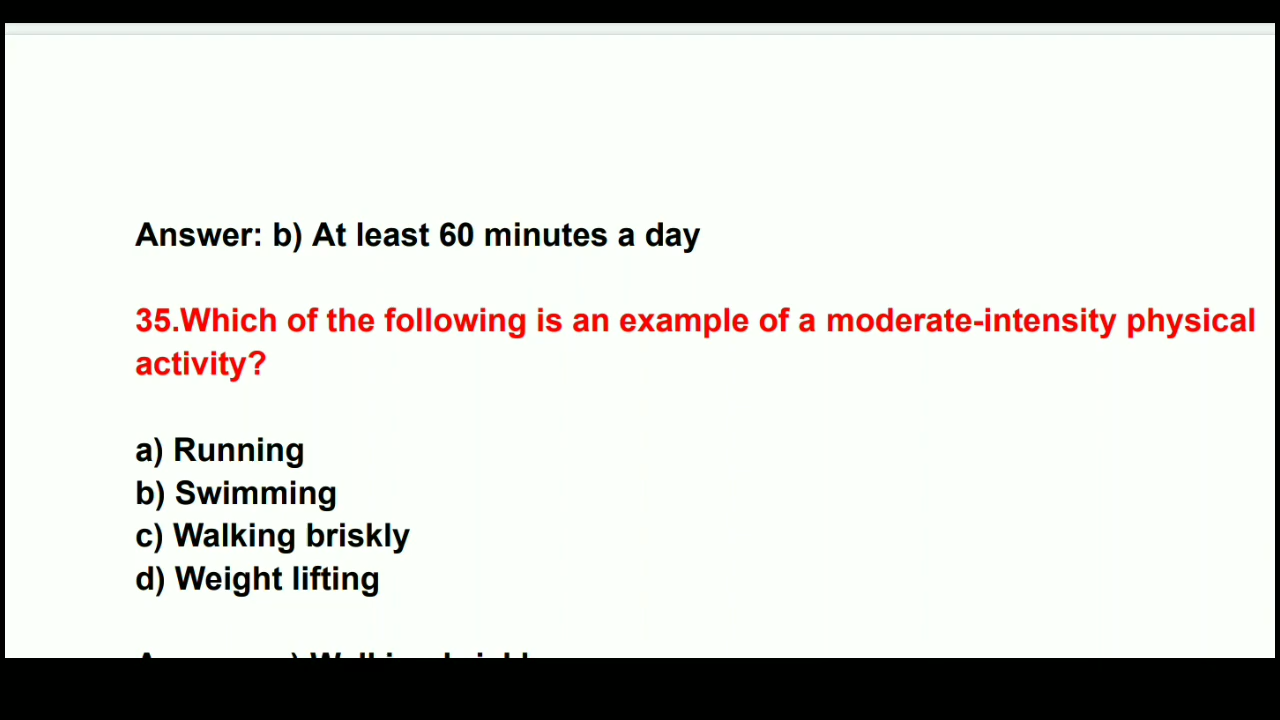 Answer: b) At least 60 minutes a day
35.Which of the following is an example of a moderate-intensity physical
activity?
a) Running
b) Swimming
c) Walking briskly
d) Weight lifting